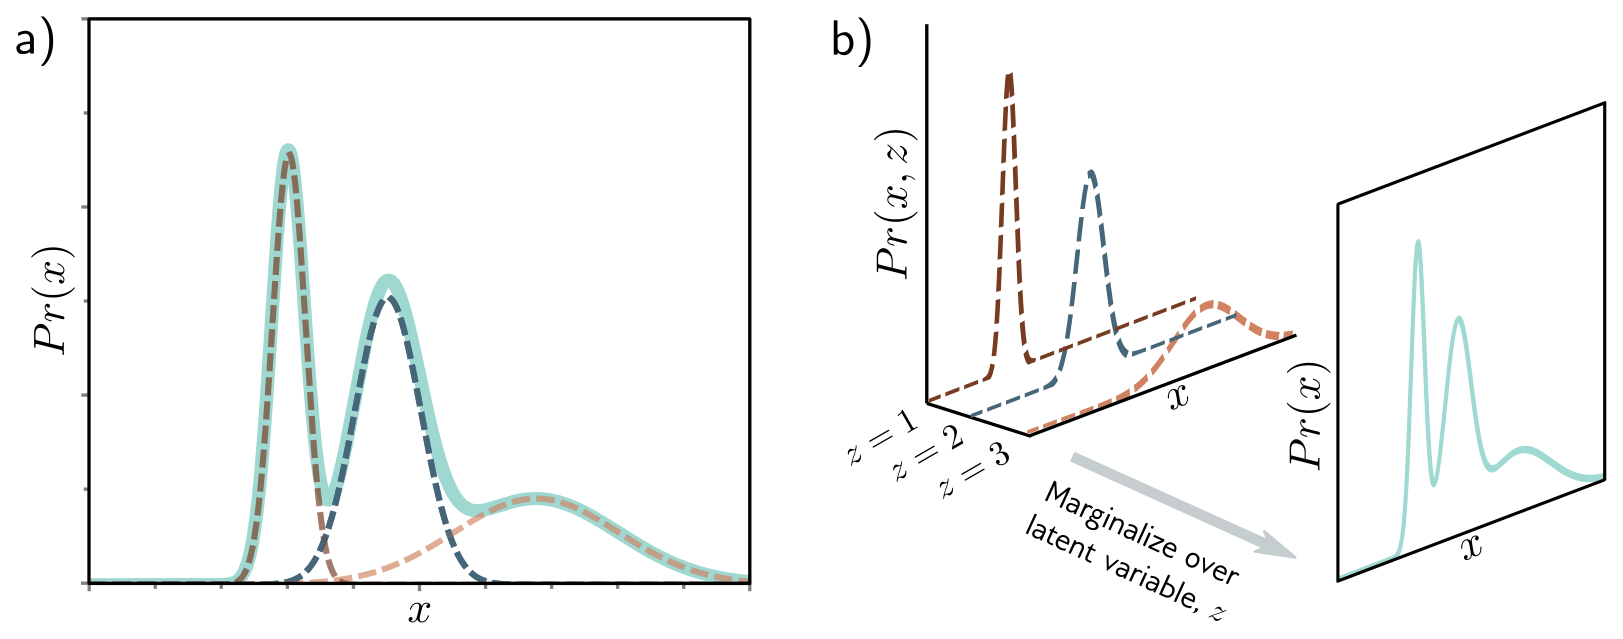 a)
Pr(x)
x
b)
Pr(x, z)
z = 1
z = 2
z = 3
x
Marginalize over
latent variable, z
Pr(x)
x